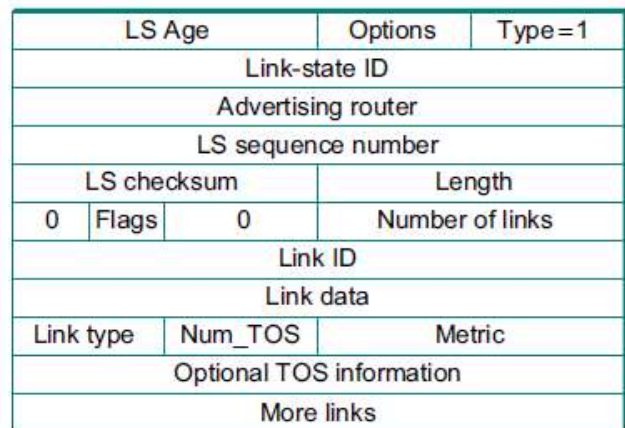 LS Age Options Type=1
Link-state ID
Advertising router
LS sequence number
LS checksum Length
0 Flags 0 Number of links
Link ID
Link data
Link type Num_TOS Metric
Optional TOS information
More links